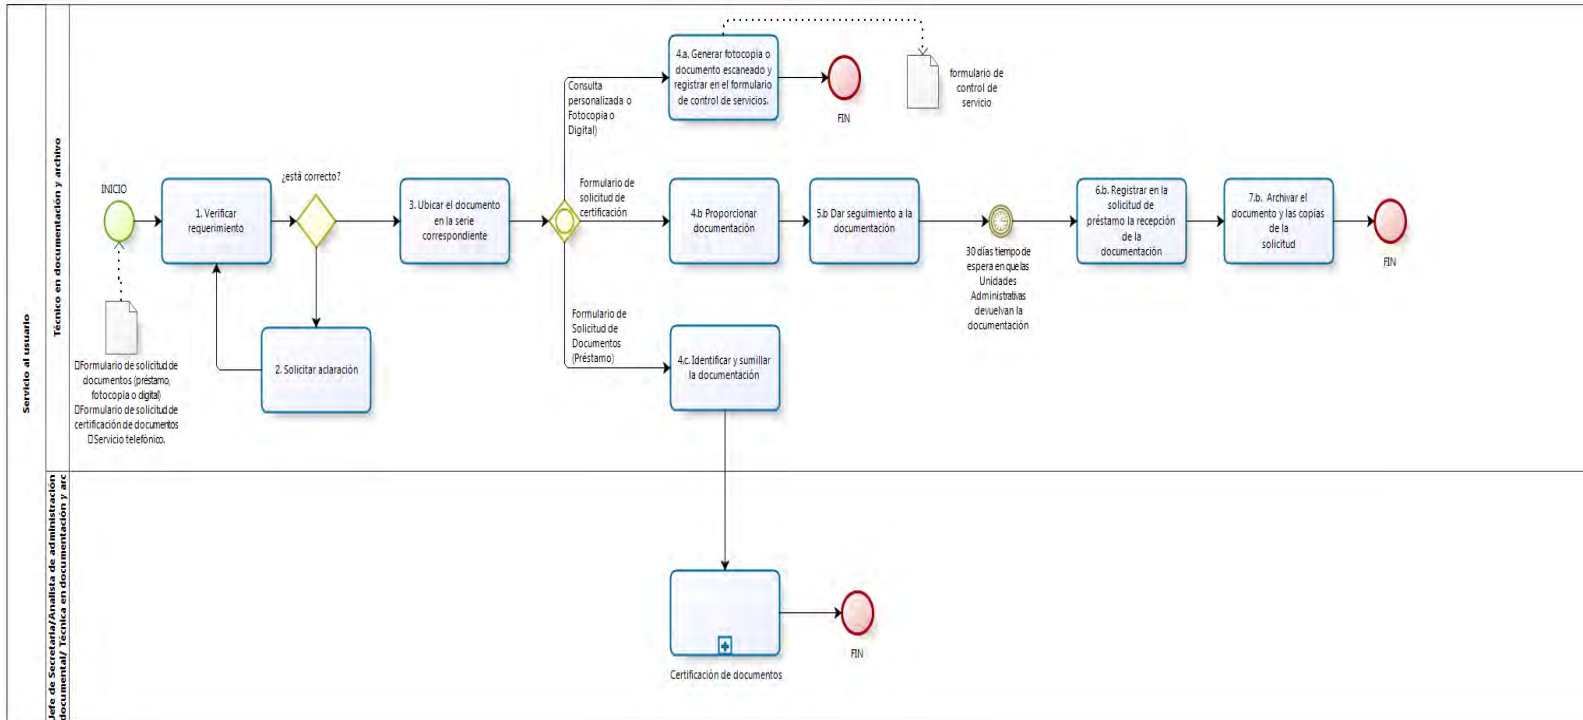 Servicio al usuario
Técnico en documentación y archivo
INICIO
Formulario de solicitud de
documentos (préstamo,
fotocopia o digital)
Formulario de solicitud de
certificación de documentos
Servicio telefónico.
1. Verificar
requerimiento
¿está correcto?
2. Solicitar aclaración
3. Ubicar el documento
en la serie
correspondiente
Consulta
personalizada o
Fotocopia o
Digital)
4.a. Generar fotocopia o
documento escaneado y
registrar en el formulario
de control de servicios.
FIN
formulario de
control de
servicio
Formulario de
solicitud de
certificación
4.b Proporcionar
documentación
5.b Dar seguimiento a la
documentación
30 días tiempo de
espera en que las
Unidades
Administrativas
devuelvan la
documentación
6.b. Registrar en la
solicitud de
préstamo la recepción
de la
documentación
7.b. Archivar el
documento y las copias
de la
solicitud
FIN
Formulario de
Solicitud de
Documentos
(Préstamo)
4.c. Identificar y sumillar
la documentación
Jefe de Secretaria/Analista de administración
documental/ Técnica en documentación y arc
Certificación de documentos
FIN